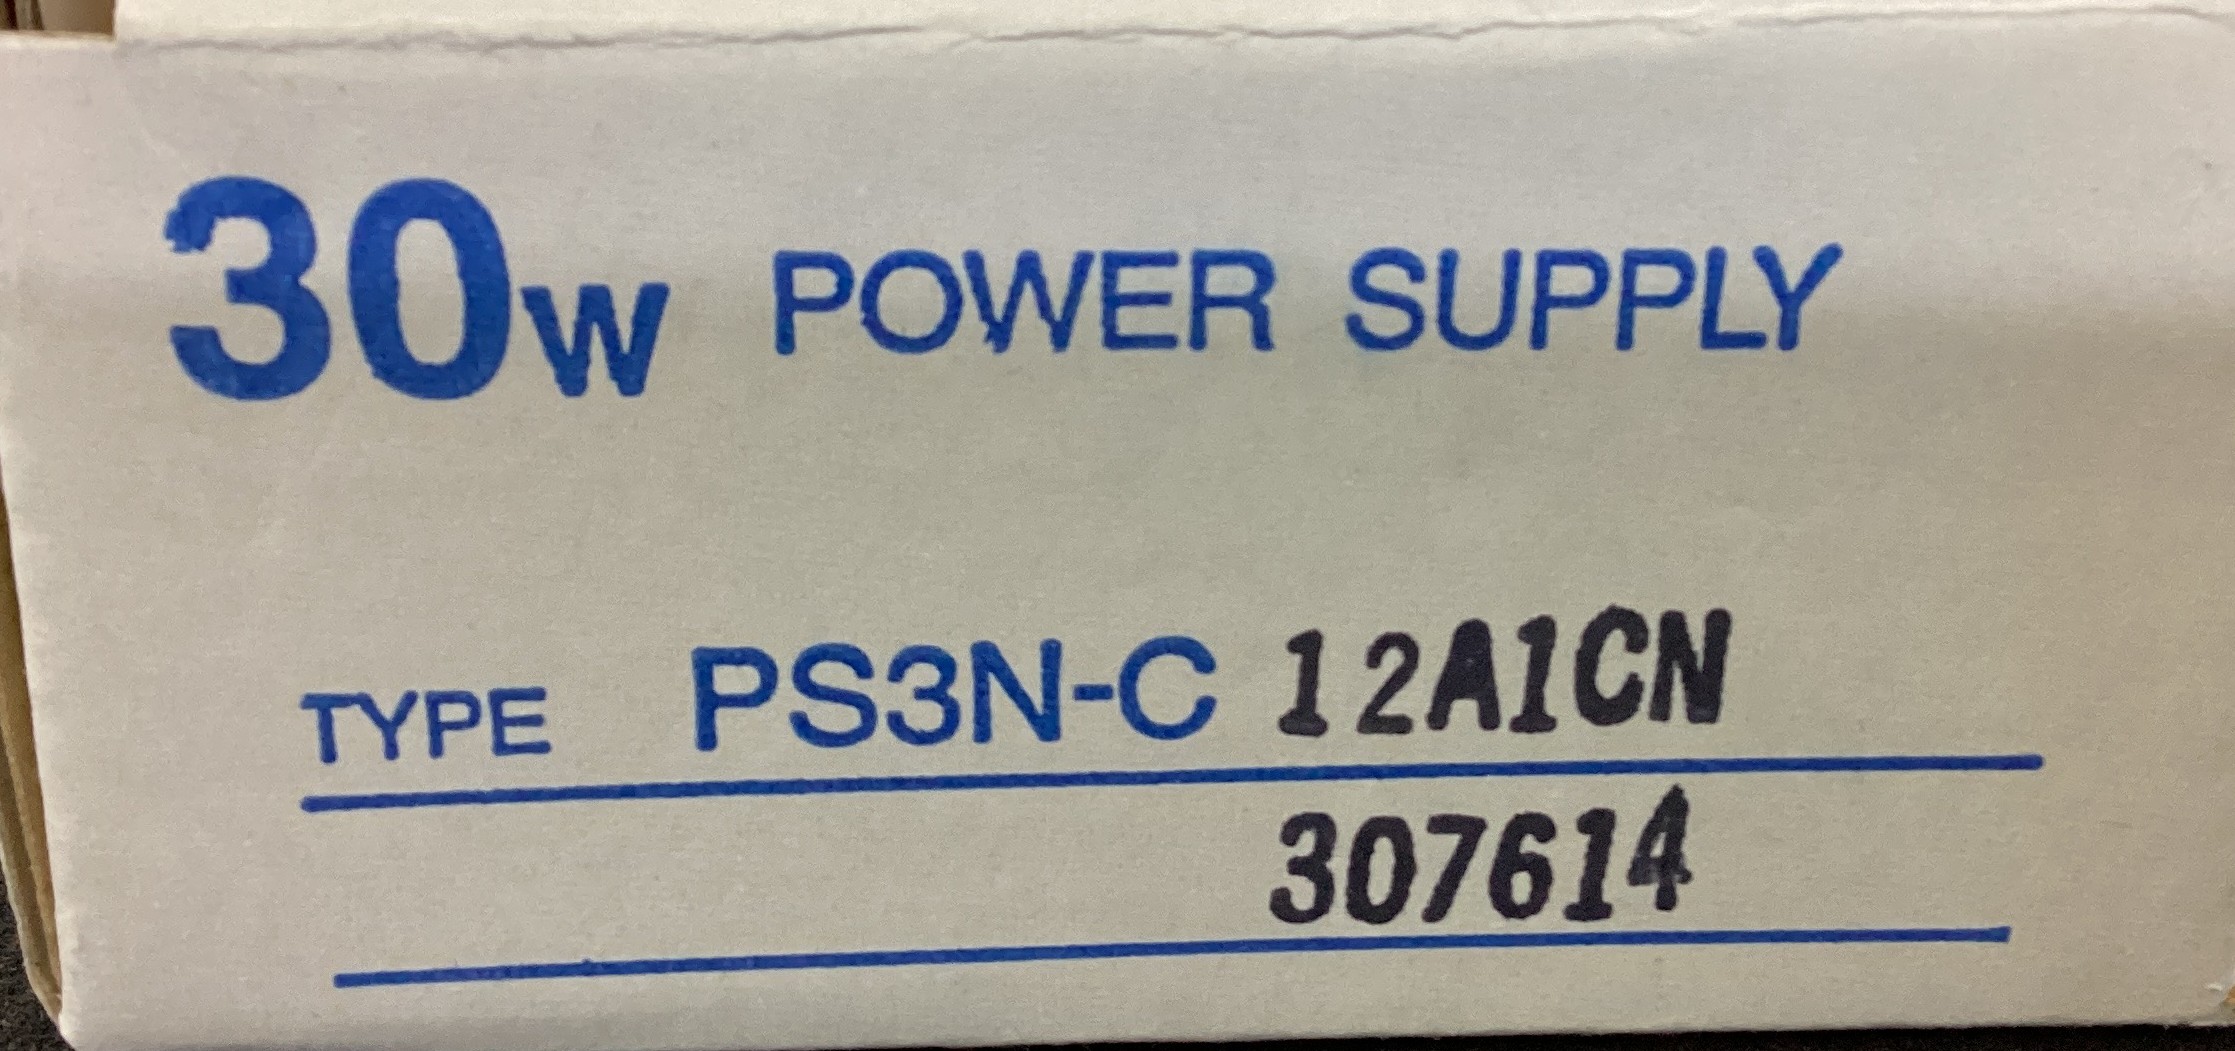 30W POWER SUPPLY
TYPE PS3N-C 12A1CN
307614